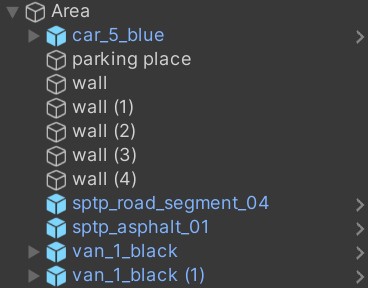 Area
car_5_blue
parking place
wall
wall (1)
wall (2)
wall (3)
wall (4)
sptp_road_segment_04
sptp_asphalt_01
van_1_black
van_1_black (1)